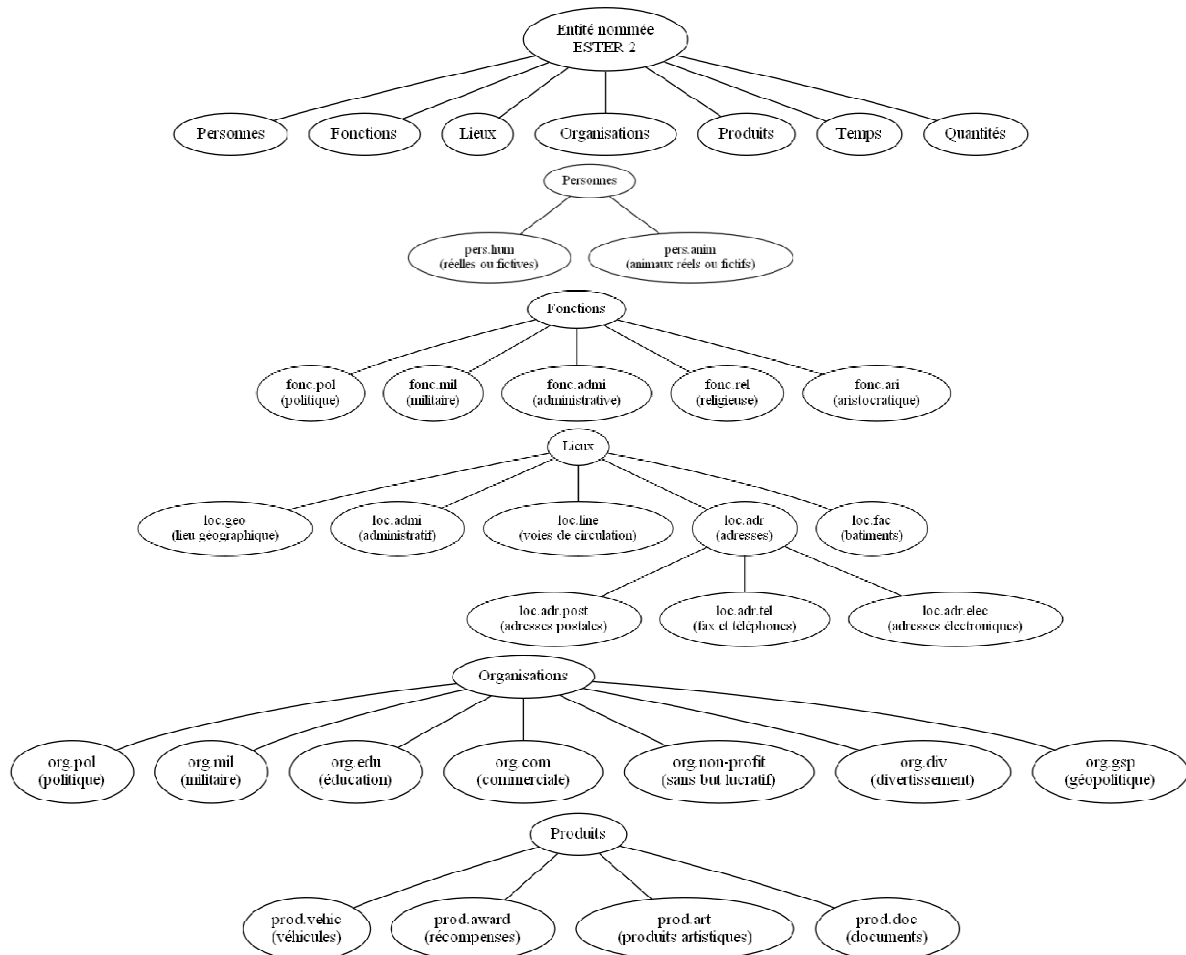 Entité nommée
ESTER 2
Personnes Fonctions Lieux Organisations Produits Temps Quantités
Personnes
pers.hum pers.anim
(réelles ou fictives) (animaux réels ou fictifs)
Fonctions
fonc.pol fonc.mil fonc.admi fonc.rel fonc.ari
(politique) (militaire) (administrative) (religieuse) (aristocratique)
Lieux
loc.geo loc.admi loc.line loc.adr loc.fac
(lieu géographique) (administratif) (voies de circulation) (adresses) (batiments)
loc.adr.post loc.adr.tel loc.adr.elec
(adresses postales) (fax et téléphones) (adresses électroniques)
Organisations
org.pol org.mil org.edu org.com org.non-profit org.div org.gsp
(politique) (militaire) (éducation) (commerciale) (sans but lucratif) (divertissement) (géopolitique)
Produits
prod.vehic prod.award prod.art prod.doc
(véhicules) (récompenses) (produits artistiques) (documents)